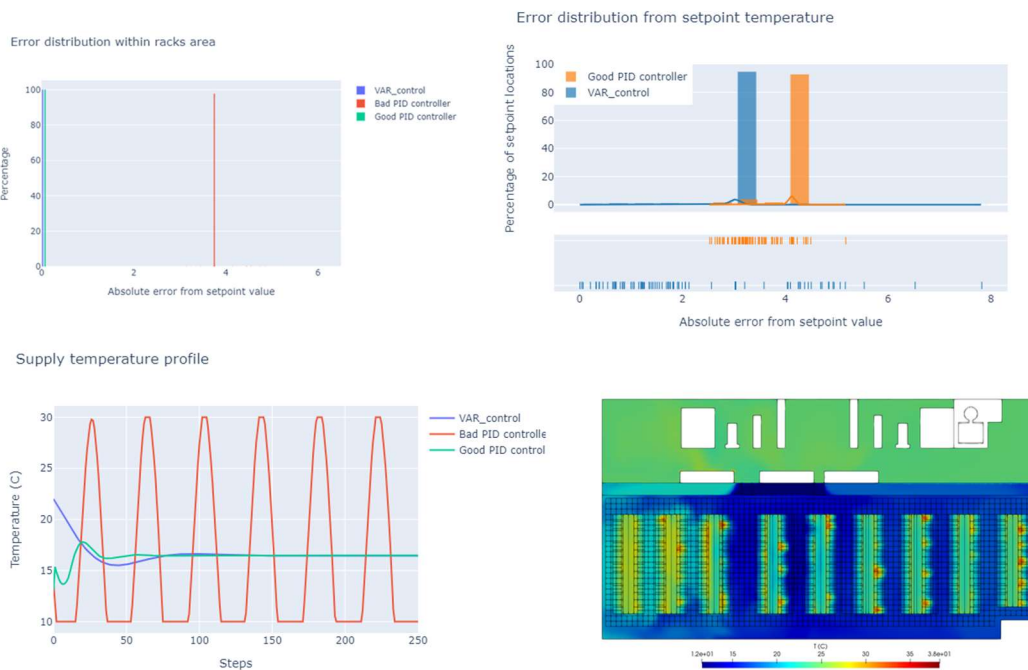 Error distribution within racks area
100
80
60
40
20
0
0 2 4 6
Percentage
Absolute error from setpoint value
VAR_control
Bad PID controller
Good PID controller
Error distribution from setpoint temperature
100
80
60
40
20
0
Percentage of setpoint locations
Good PID controller
VAR_control
0 2 4 6 8
Absolute error from setpoint value
Supply temperature profile
30
25
20
15
10
0 50 100 150 200 250
Temperature (C)
Steps
VAR_control
Bad PID controlle
Good PID control
T (C)
1.2e+01 15 20 25 30 35 3.8e+01